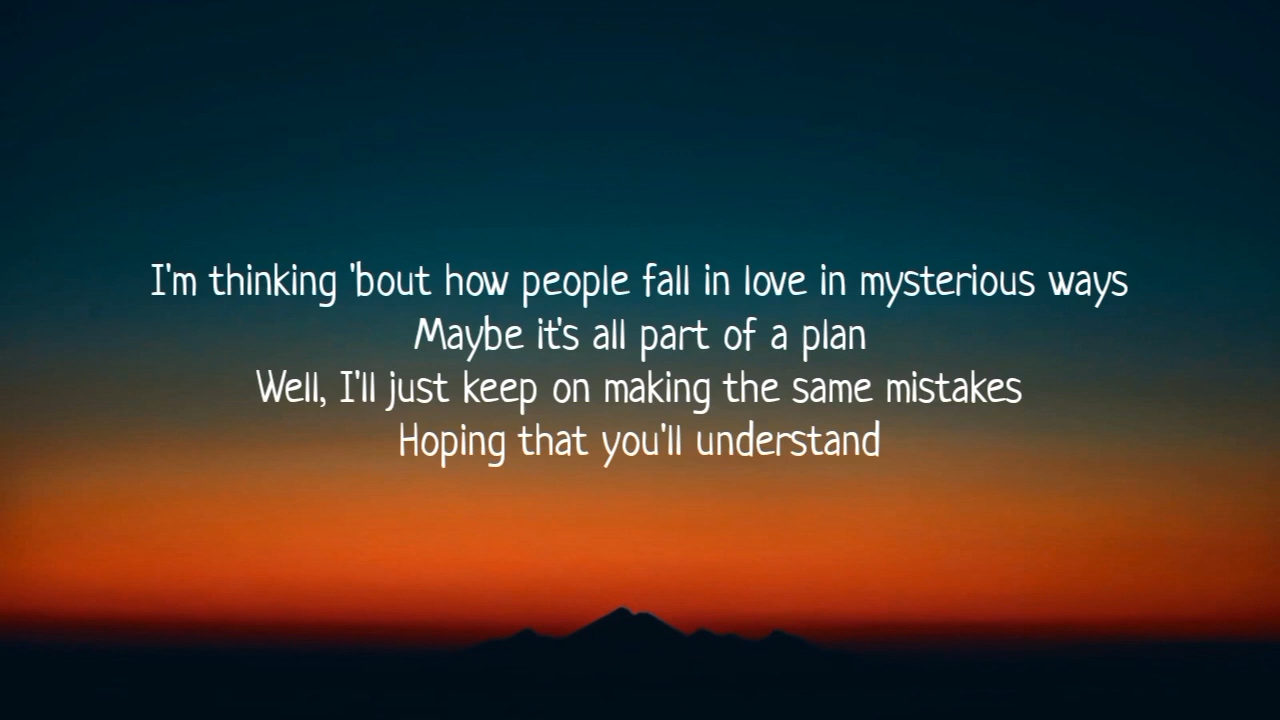 I'm thinking 'bout how people fall in love in mysterious ways
Maybe it's all part of a plan
Well, I'll just keep on making the same mistakes
Hoping that you'll understand